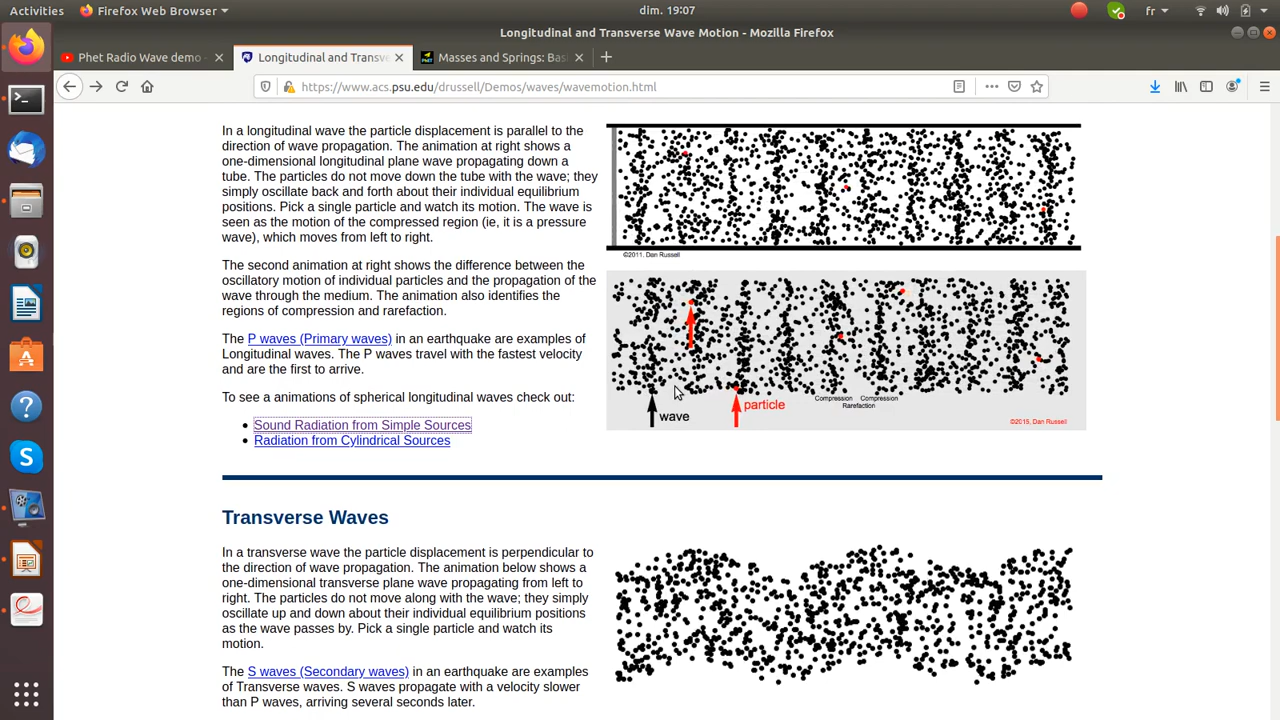 Activities
Firefox Web Browser
dim. 19:07
fr
Longitudinal and Transverse Wave Motion - Mozilla Firefox
Phet Radio Wave demo -
Longitudinal and Transve
Masses and Springs: Basi
https://www.acs.psu.edu/drussell/Demos/waves/wavemotion.html
In a longitudinal wave the particle displacement is parallel to the
direction of wave propagation. The animation at right shows a
one-dimensional longitudinal plane wave propagating down a
tube. The particles do not move down the tube with the wave; they
simply oscillate back and forth about their individual equilibrium
positions. Pick a single particle and watch its motion. The wave is
seen as the motion of the compressed region (ie, it is a pressure
wave), which moves from left to right.
©2011, Dan Russell
The second animation at right shows the difference between the
oscillatory motion of individual particles and the propagation of the
wave through the medium. The animation also identifies the
regions of compression and rarefaction.
The P waves (Primary waves) in an earthquake are examples of
Longitudinal waves. The P waves travel with the fastest velocity
and are the first to arrive.
To see a animations of spherical longitudinal waves check out:
Sound Radiation from Simple Sources
Radiation from Cylindrical Sources
wave
particle
Compression Compression
Rarefaction
©2015, Dan Russell
Transverse Waves
In a transverse wave the particle displacement is perpendicular to
the direction of wave propagation. The animation below shows a
one-dimensional transverse plane wave propagating from left to
right. The particles do not move along with the wave; they simply
oscillate up and down about their individual equilibrium positions
as the wave passes by. Pick a single particle and watch its
motion.
The S waves (Secondary waves) in an earthquake are examples
of Transverse waves. S waves propagate with a velocity slower
than P waves, arriving several seconds later.